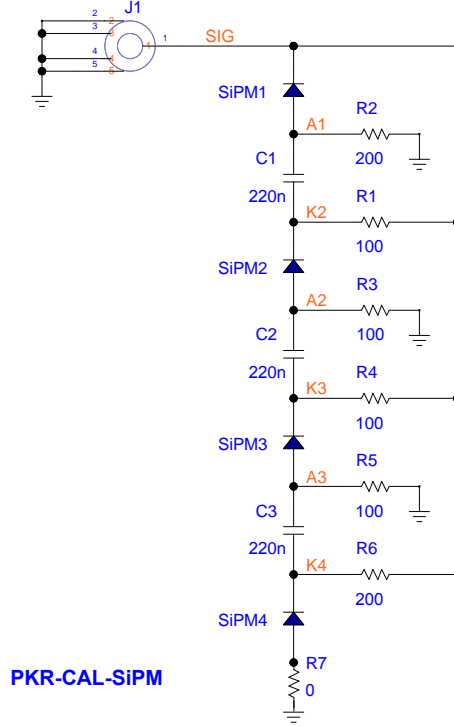 J1
2 2
3 3
1 1 SIG
4 4
5 5
SiPM1
A1 R2
200
C1
220n
K2 R1
100
SiPM2
A2 R3
100
C2
220n
K3 R4
100
SiPM3
A3 R5
100
C3
220n
K4 R6
200
SiPM4
R7
0
PKR-CAL-SiPM